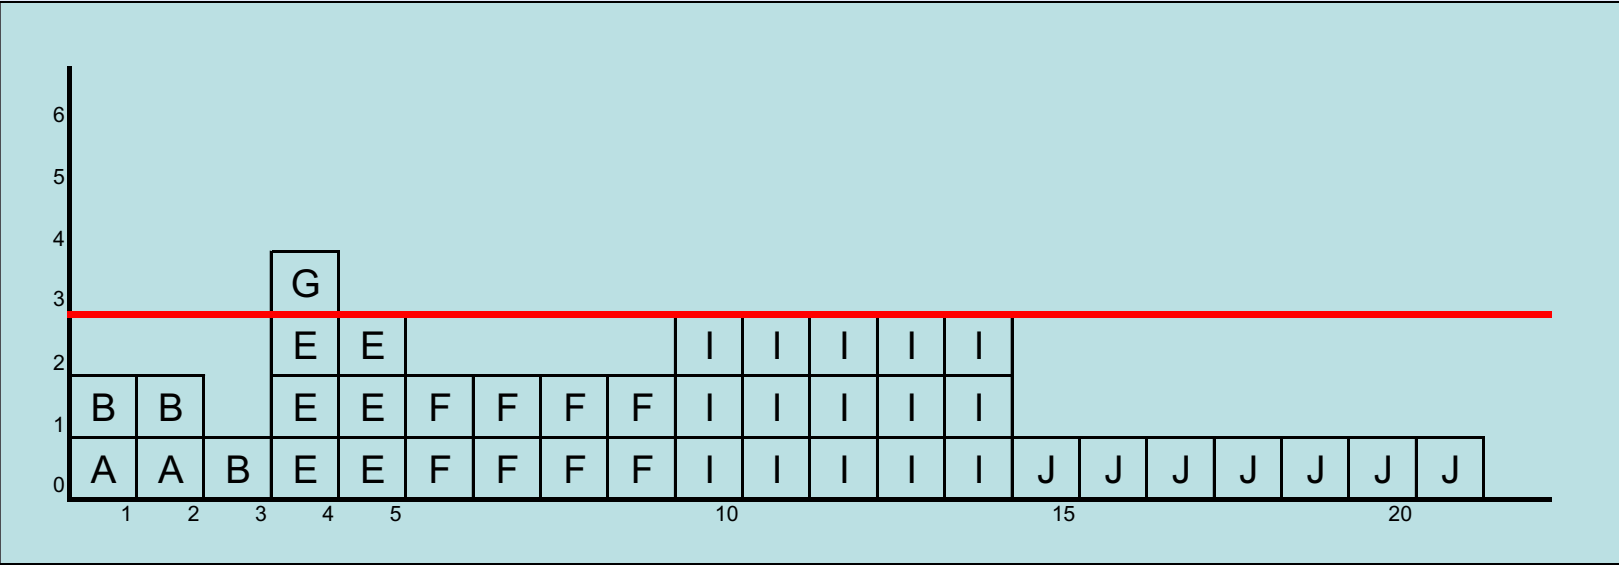 6
5
4
G
3
E E I I I I I
2
B B E E F F F F I I I I I
1
A A B E E F F F F I I I I I J J J J J J J
0
1 2 3 4 5 10 15 20